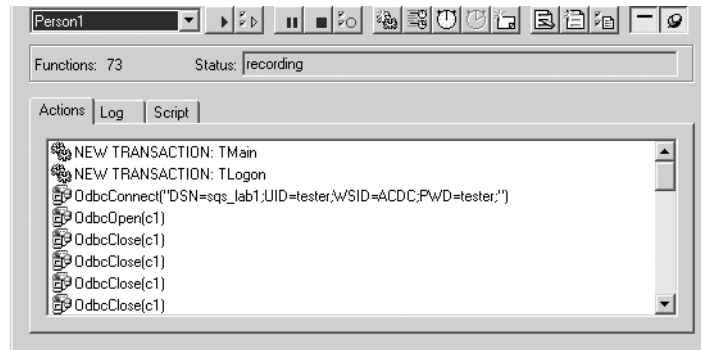 Person1
Functions: 73 Status: recording
Actions Log Script
NEW TRANSACTION: TMain
NEW TRANSACTION: TLogon
OdbcConnect("DSN=sqs_lab1;UID=tester;WSID=ACDC;PWD=tester;")
OdbcOpen(c1)
OdbcClose(c1)
OdbcClose(c1)
OdbcClose(c1)
OdbcClose(c1)